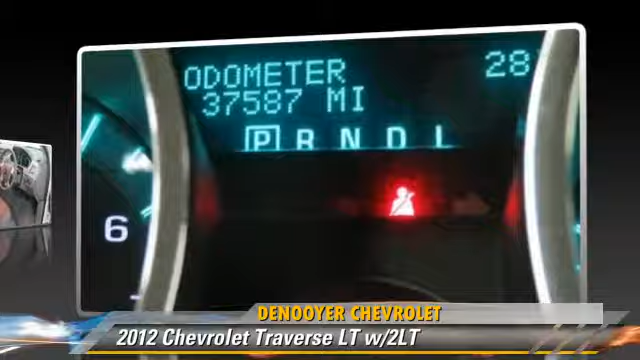 ODOMETER 28
37587 MI
P R N D L
6
DENOOYER CHEVROLET
2012 Chevrolet Traverse LT w/2LT